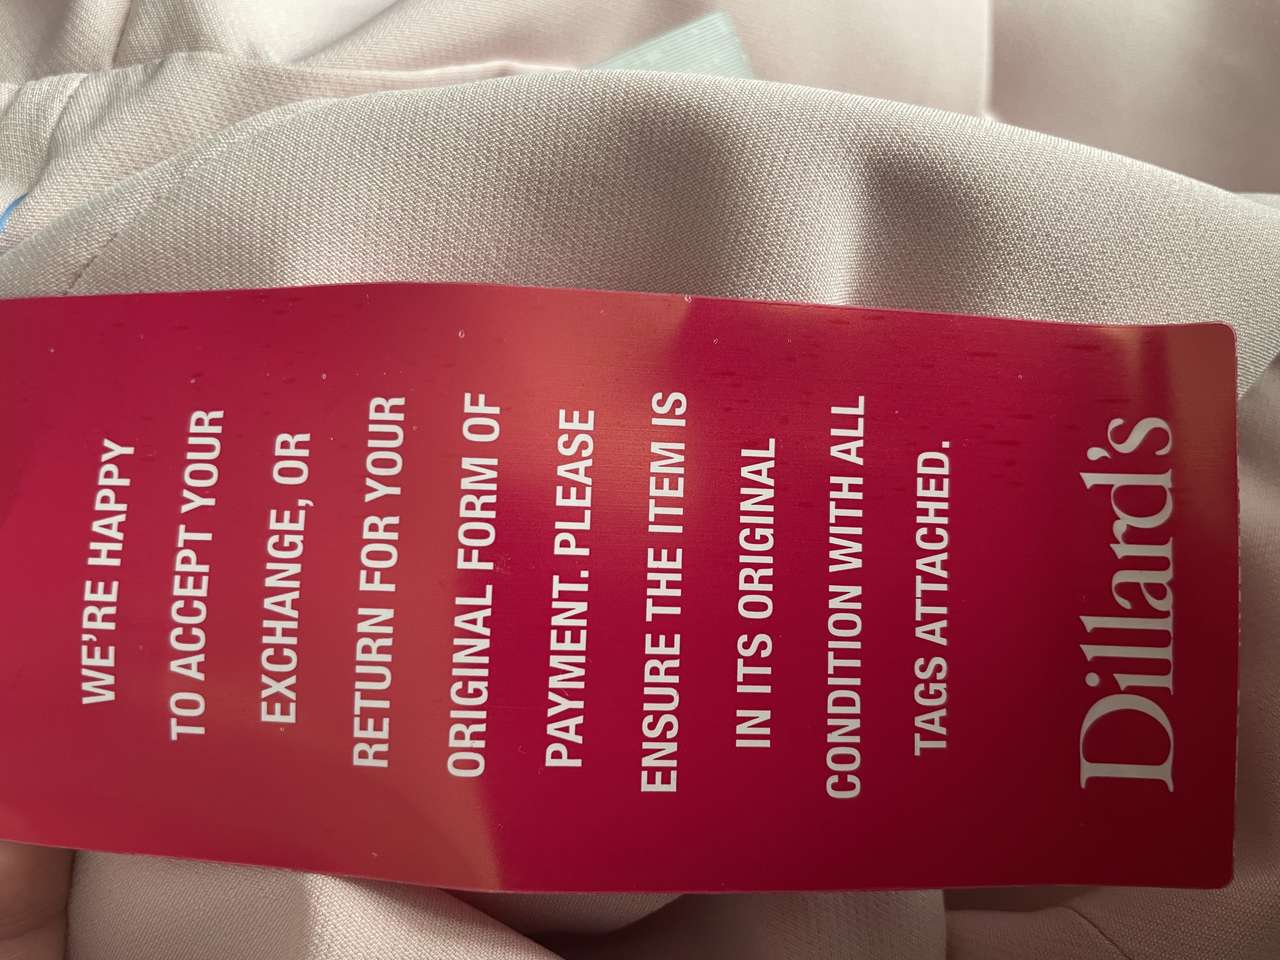 WE'RE HAPPY
TO ACCEPT YOUR
EXCHANGE, OR
RETURN FOR YOUR
ORIGINAL FORM OF
PAYMENT. PLEASE
ENSURE THE ITEM IS
IN ITS ORIGINAL
CONDITION WITH ALL
TAGS ATTACHED.
Dillard's